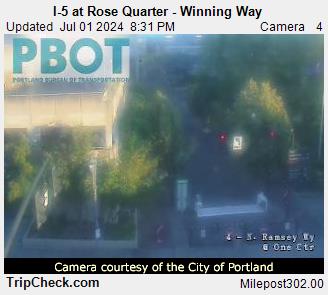 I-5 at Rose Quarter - Winning Way
Updated Jul 01 2024 8:31 PM Camera 4
PBOT
PORTLAND BUREAU OF TRANSPORTATION
4 - N. Ramsey Wy
@ One Ctr
Camera courtesy of the City of Portland
TripCheck.com Milepost302.00